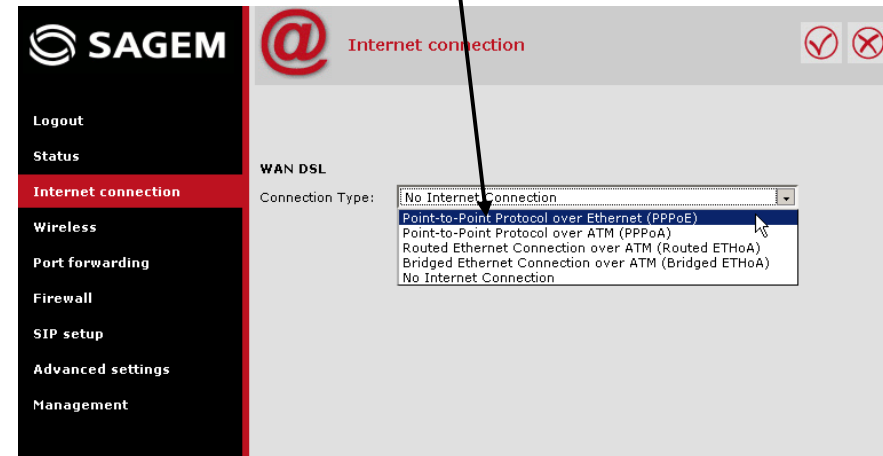 SAGEM
@ Internet connection
Logout
Status
Internet connection
Wireless
Port forwarding
Firewall
SIP setup
Advanced settings
Management
WAN DSL
Connection Type: No Internet Connection
Point-to-Point Protocol over Ethernet (PPPoE)
Point-to-Point Protocol over ATM (PPPoA)
Routed Ethernet Connection over ATM (Routed ETHoA)
Bridged Ethernet Connection over ATM (Bridged ETHoA)
No Internet Connection